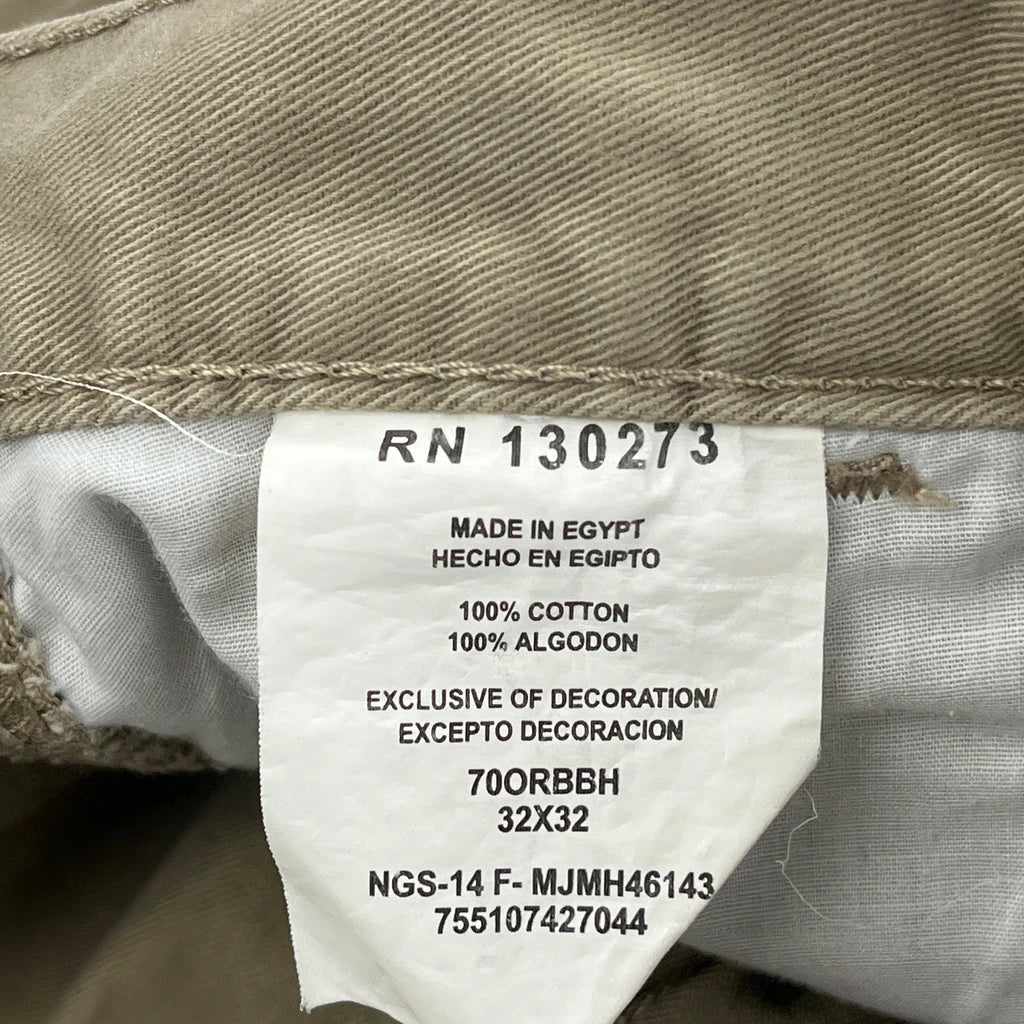 RN 130273
MADE IN EGYPT
HECHO EN EGIPTO
100% COTTON
100% ALGODON
EXCLUSIVE OF DECORATION/
EXCEPTO DECORACION
70ORBBH
32X32
NGS-14 F- MJMH46143
755107427044